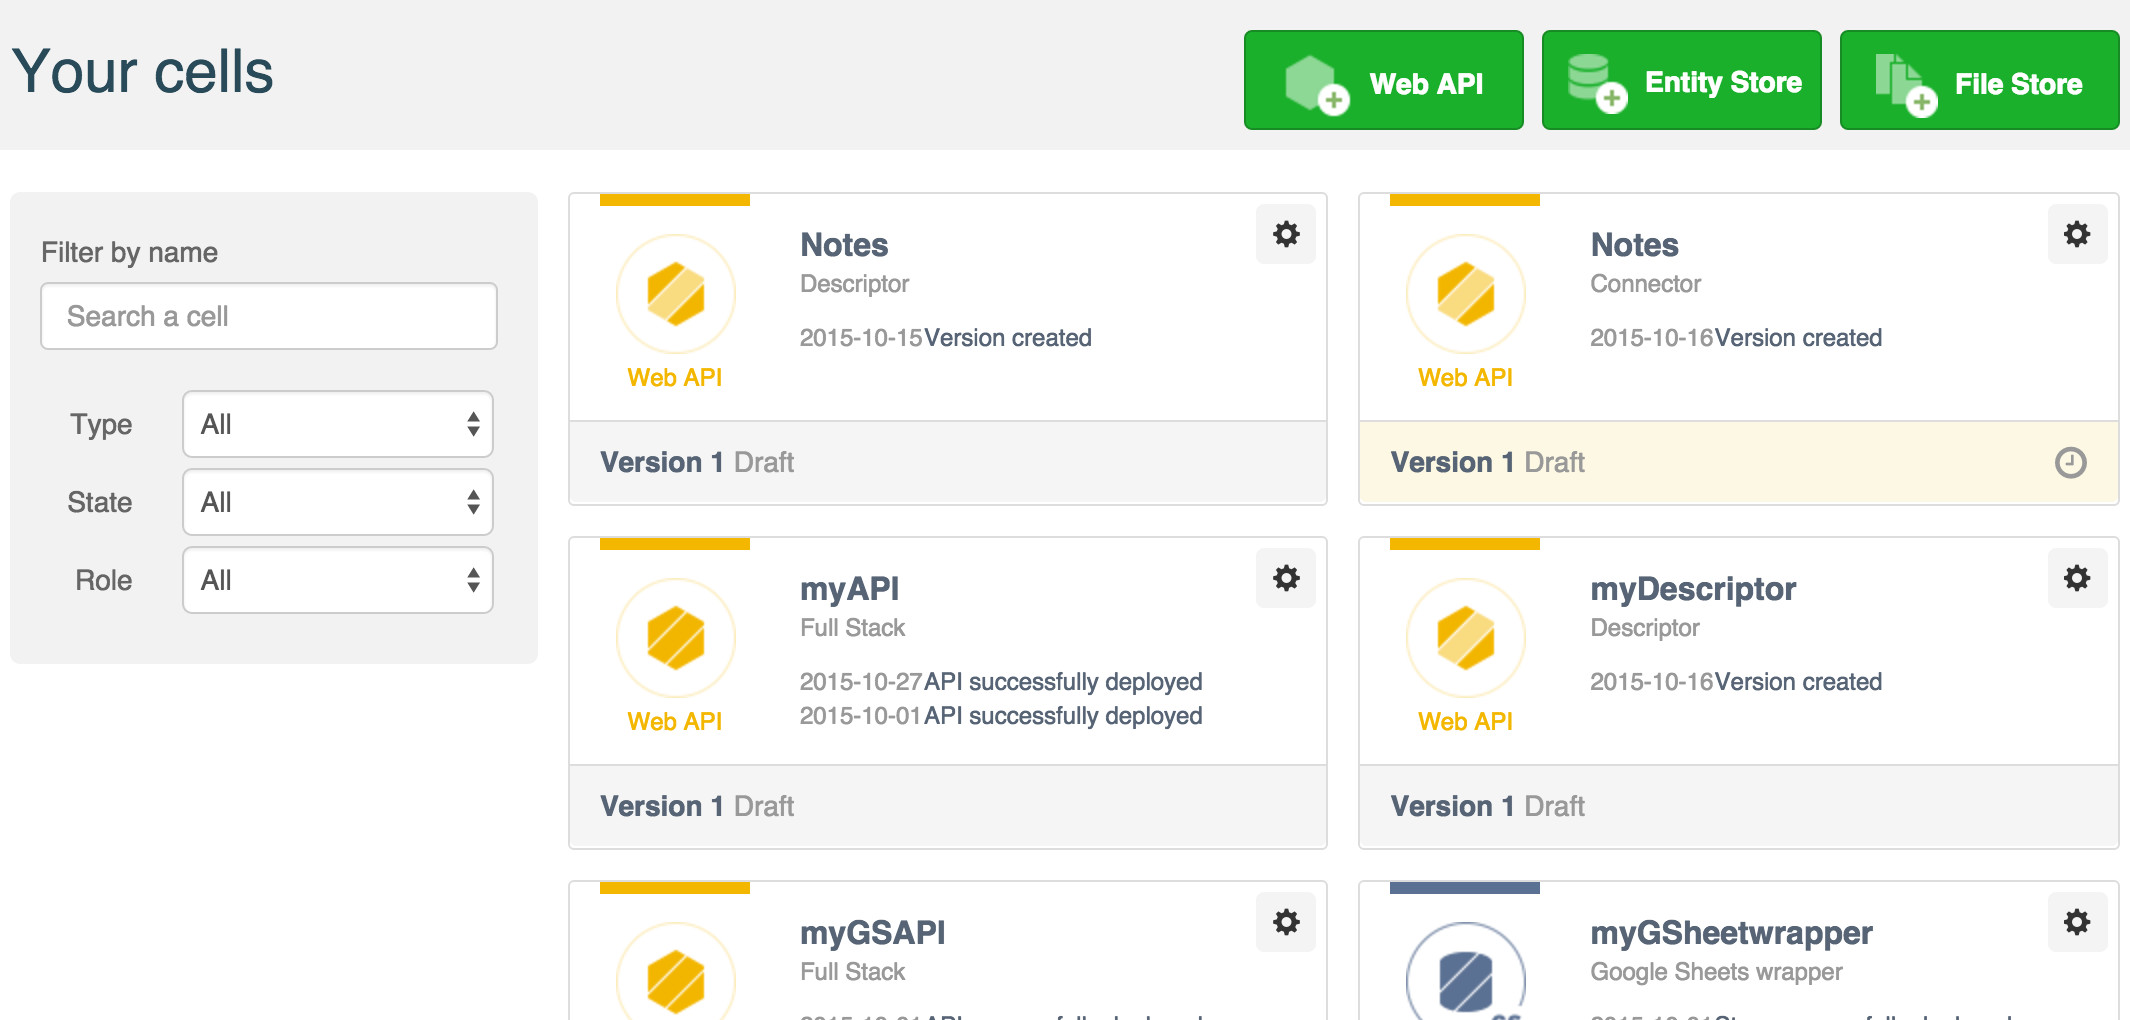 Your cells
Web API
Entity Store
File Store
Filter by name
Search a cell
Type All
State All
Role All
Notes
Descriptor
2015-10-15Version created
Web API
Version 1 Draft
Notes
Connector
2015-10-16Version created
Web API
Version 1 Draft
myAPI
Full Stack
2015-10-27API successfully deployed
2015-10-01API successfully deployed
Web API
Version 1 Draft
myDescriptor
Descriptor
2015-10-16Version created
Web API
Version 1 Draft
myGSAPI
Full Stack
myGSheetwrapper
Google Sheets wrapper